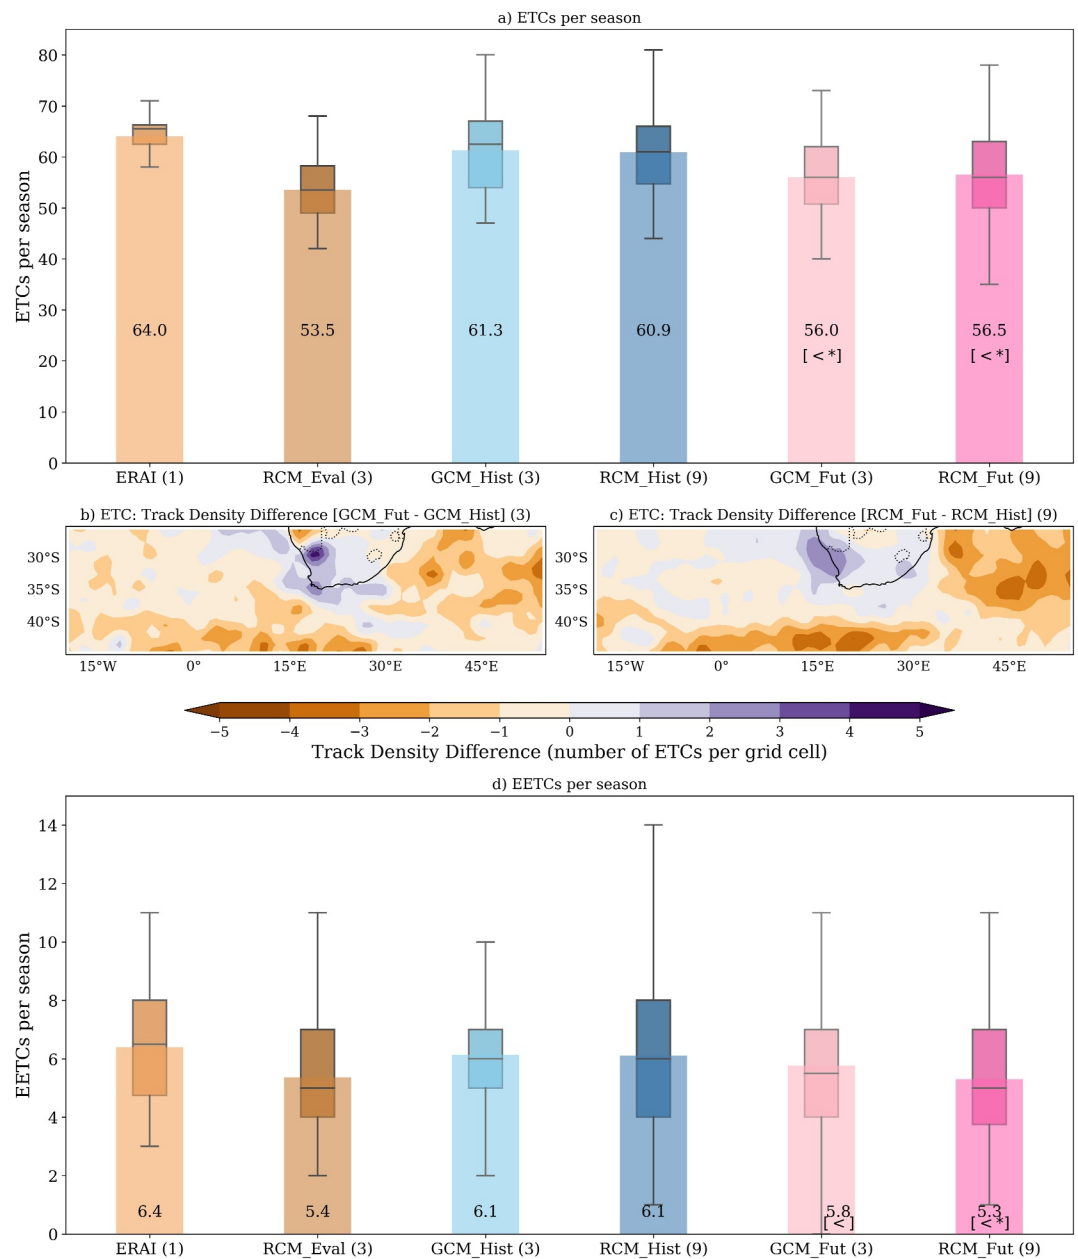 a) ETCs per season
ETCs per season
80
70
60
50
40
30
20
10
0
64.0
53.5
61.3
60.9
56.0
56.5
[ < * ]
[ < * ]
ERAI (1)
RCM_Eval (3)
GCM_Hist (3)
RCM_Hist (9)
GCM_Fut (3)
RCM_Fut (9)
b) ETC: Track Density Difference [GCM_Fut - GCM_Hist] (3)
30°S
35°S
40°S
15°W
0°
15°E
30°E
45°E
c) ETC: Track Density Difference [RCM_Fut - RCM_Hist] (9)
30°S
35°S
40°S
15°W
0°
15°E
30°E
45°E
−5
−4
−3
−2
−1
0
1
2
3
4
5
Track Density Difference (number of ETCs per grid cell)
d) EETCs per season
EETCs per season
14
12
10
8
6
4
2
0
6.4
5.4
6.1
6.1
5.8
5.3
[ < ]
[ < * ]
ERAI (1)
RCM_Eval (3)
GCM_Hist (3)
RCM_Hist (9)
GCM_Fut (3)
RCM_Fut (9)